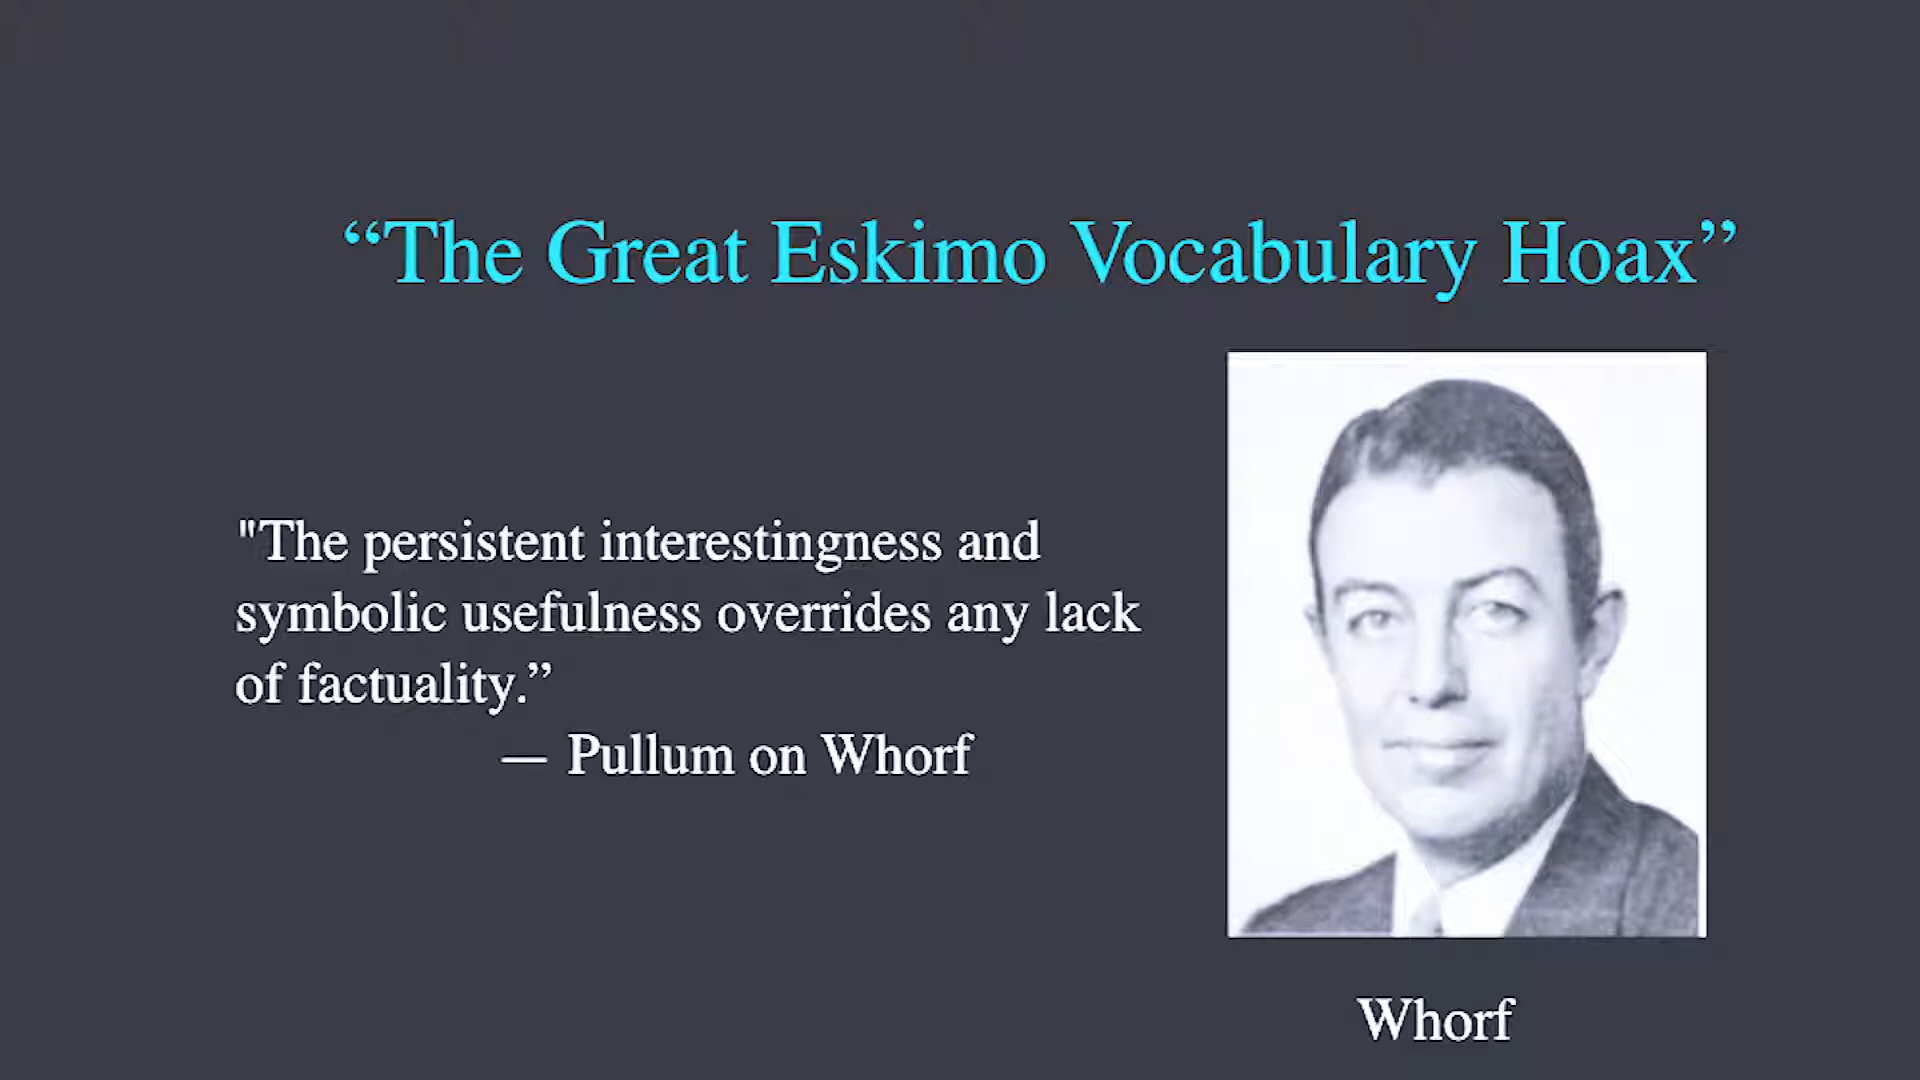 “The Great Eskimo Vocabulary Hoax”
"The persistent interestingness and
symbolic usefulness overrides any lack
of factuality.”
— Pullum on Whorf
Whorf